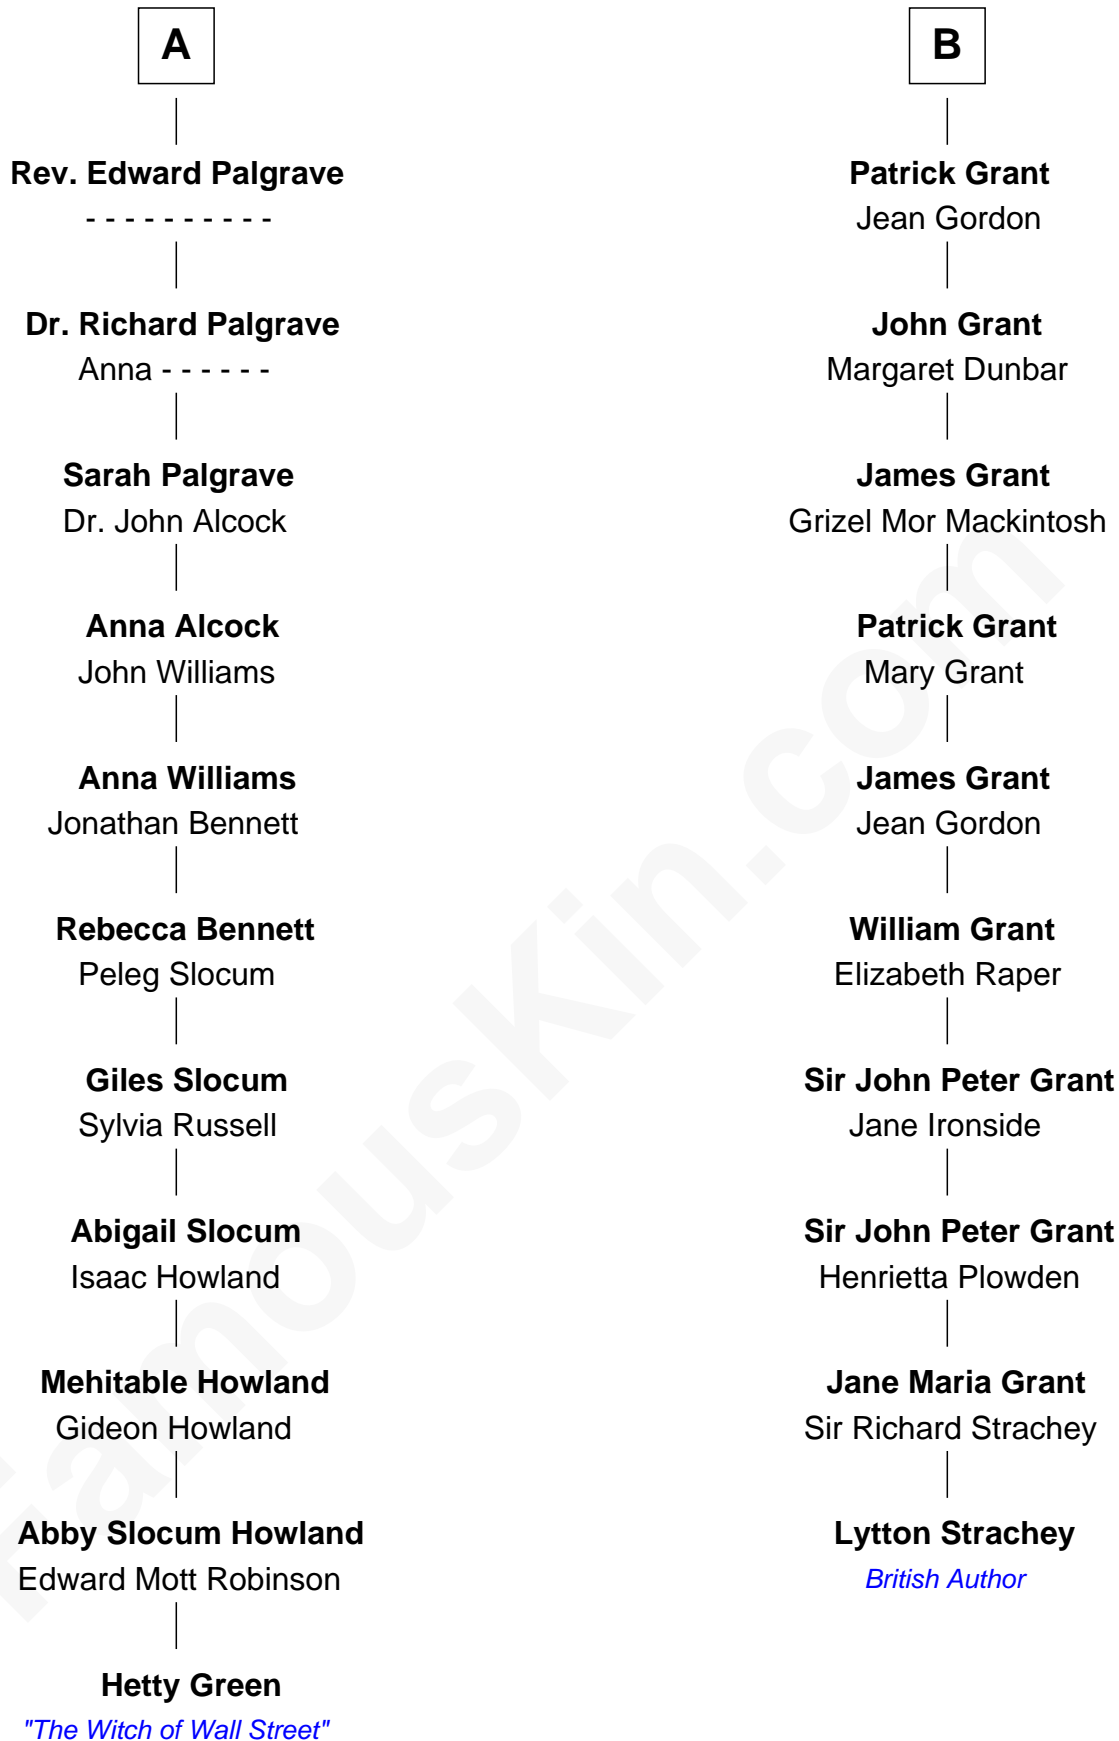 A
Rev. Edward Palgrave
- - - - - - - - - -
Dr. Richard Palgrave
Anna - - - - - -
Sarah Palgrave
Dr. John Alcock
Anna Alcock
John Williams
Anna Williams
Jonathan Bennett
Rebecca Bennett
Peleg Slocum
Giles Slocum
Sylvia Russell
Abigail Slocum
Isaac Howland
Mehitable Howland
Gideon Howland
Abby Slocum Howland
Edward Mott Robinson
Hetty Green
"The Witch of Wall Street"
B
Patrick Grant
Jean Gordon
John Grant
Margaret Dunbar
James Grant
Grizel Mor Mackintosh
Patrick Grant
Mary Grant
James Grant
Jean Gordon
William Grant
Elizabeth Raper
Sir John Peter Grant
Jane Ironside
Sir John Peter Grant
Henrietta Plowden
Jane Maria Grant
Sir Richard Strachey
Lytton Strachey
British Author
FamousKin.com